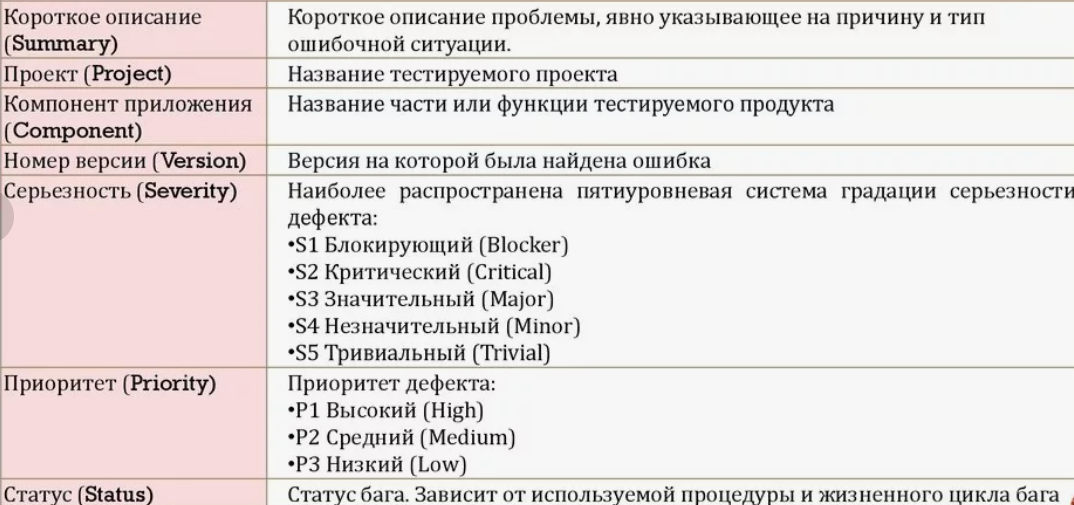 Короткое описание
(Summary)
Короткое описание проблемы, явно указывающее на причину и тип
ошибочной ситуации.
Проект (Project)
Название тестируемого проекта
Компонент приложения
(Component)
Название части или функции тестируемого продукта
Номер версии (Version)
Версия на которой была найдена ошибка
Серьезность (Severity)
Наиболее распространена пятиуровневая система градации серьезности
дефекта:
•S1 Блокирующий (Blocker)
•S2 Критический (Critical)
•S3 Значительный (Major)
•S4 Незначительный (Minor)
•S5 Тривиальный (Trivial)
Приоритет (Priority)
Приоритет дефекта:
•P1 Высокий (High)
•P2 Средний (Medium)
•P3 Низкий (Low)
Статус (Status)
Статус бага. Зависит от используемой процедуры и жизненного цикла бага